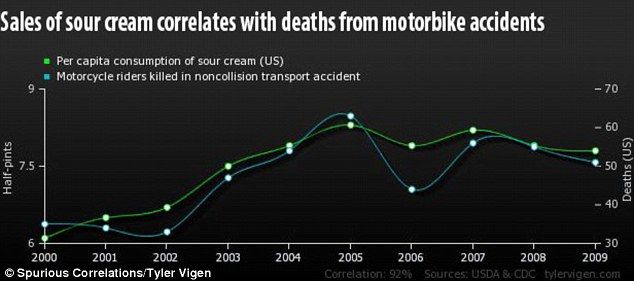 Sales of sour cream correlates with deaths from motorbike accidents
Per capita consumption of sour cream (US)
Motorcycle riders killed in noncollision transport accident
9
70
60
Half-pints
7.5
50
Deaths (US)
40
6
30
2000 2001 2002 2003 2004 2005 2006 2007 2008 2009
© Spurious Correlations/Tyler Vigen
Correlation: 92% Sources: USDA & CDC tylervigen.com